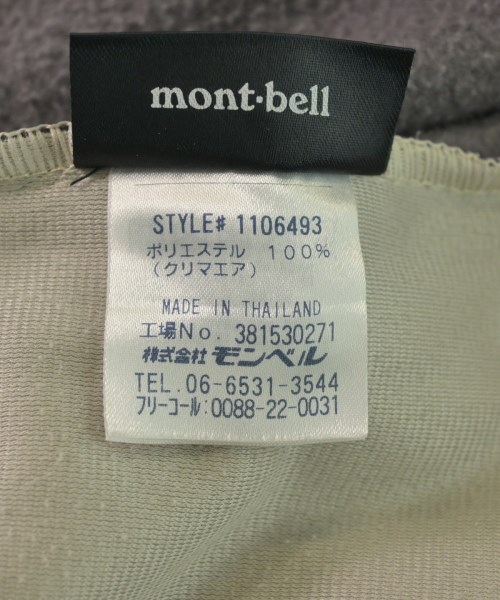 mont·bell
STYLE# 1106493
ポリエステル 100%
(クリマエア)
MADE IN THAILAND
工場No. 381530271
株式会社 モンベル
TEL.06-6531-3544
フリーコール:0088-22-0031